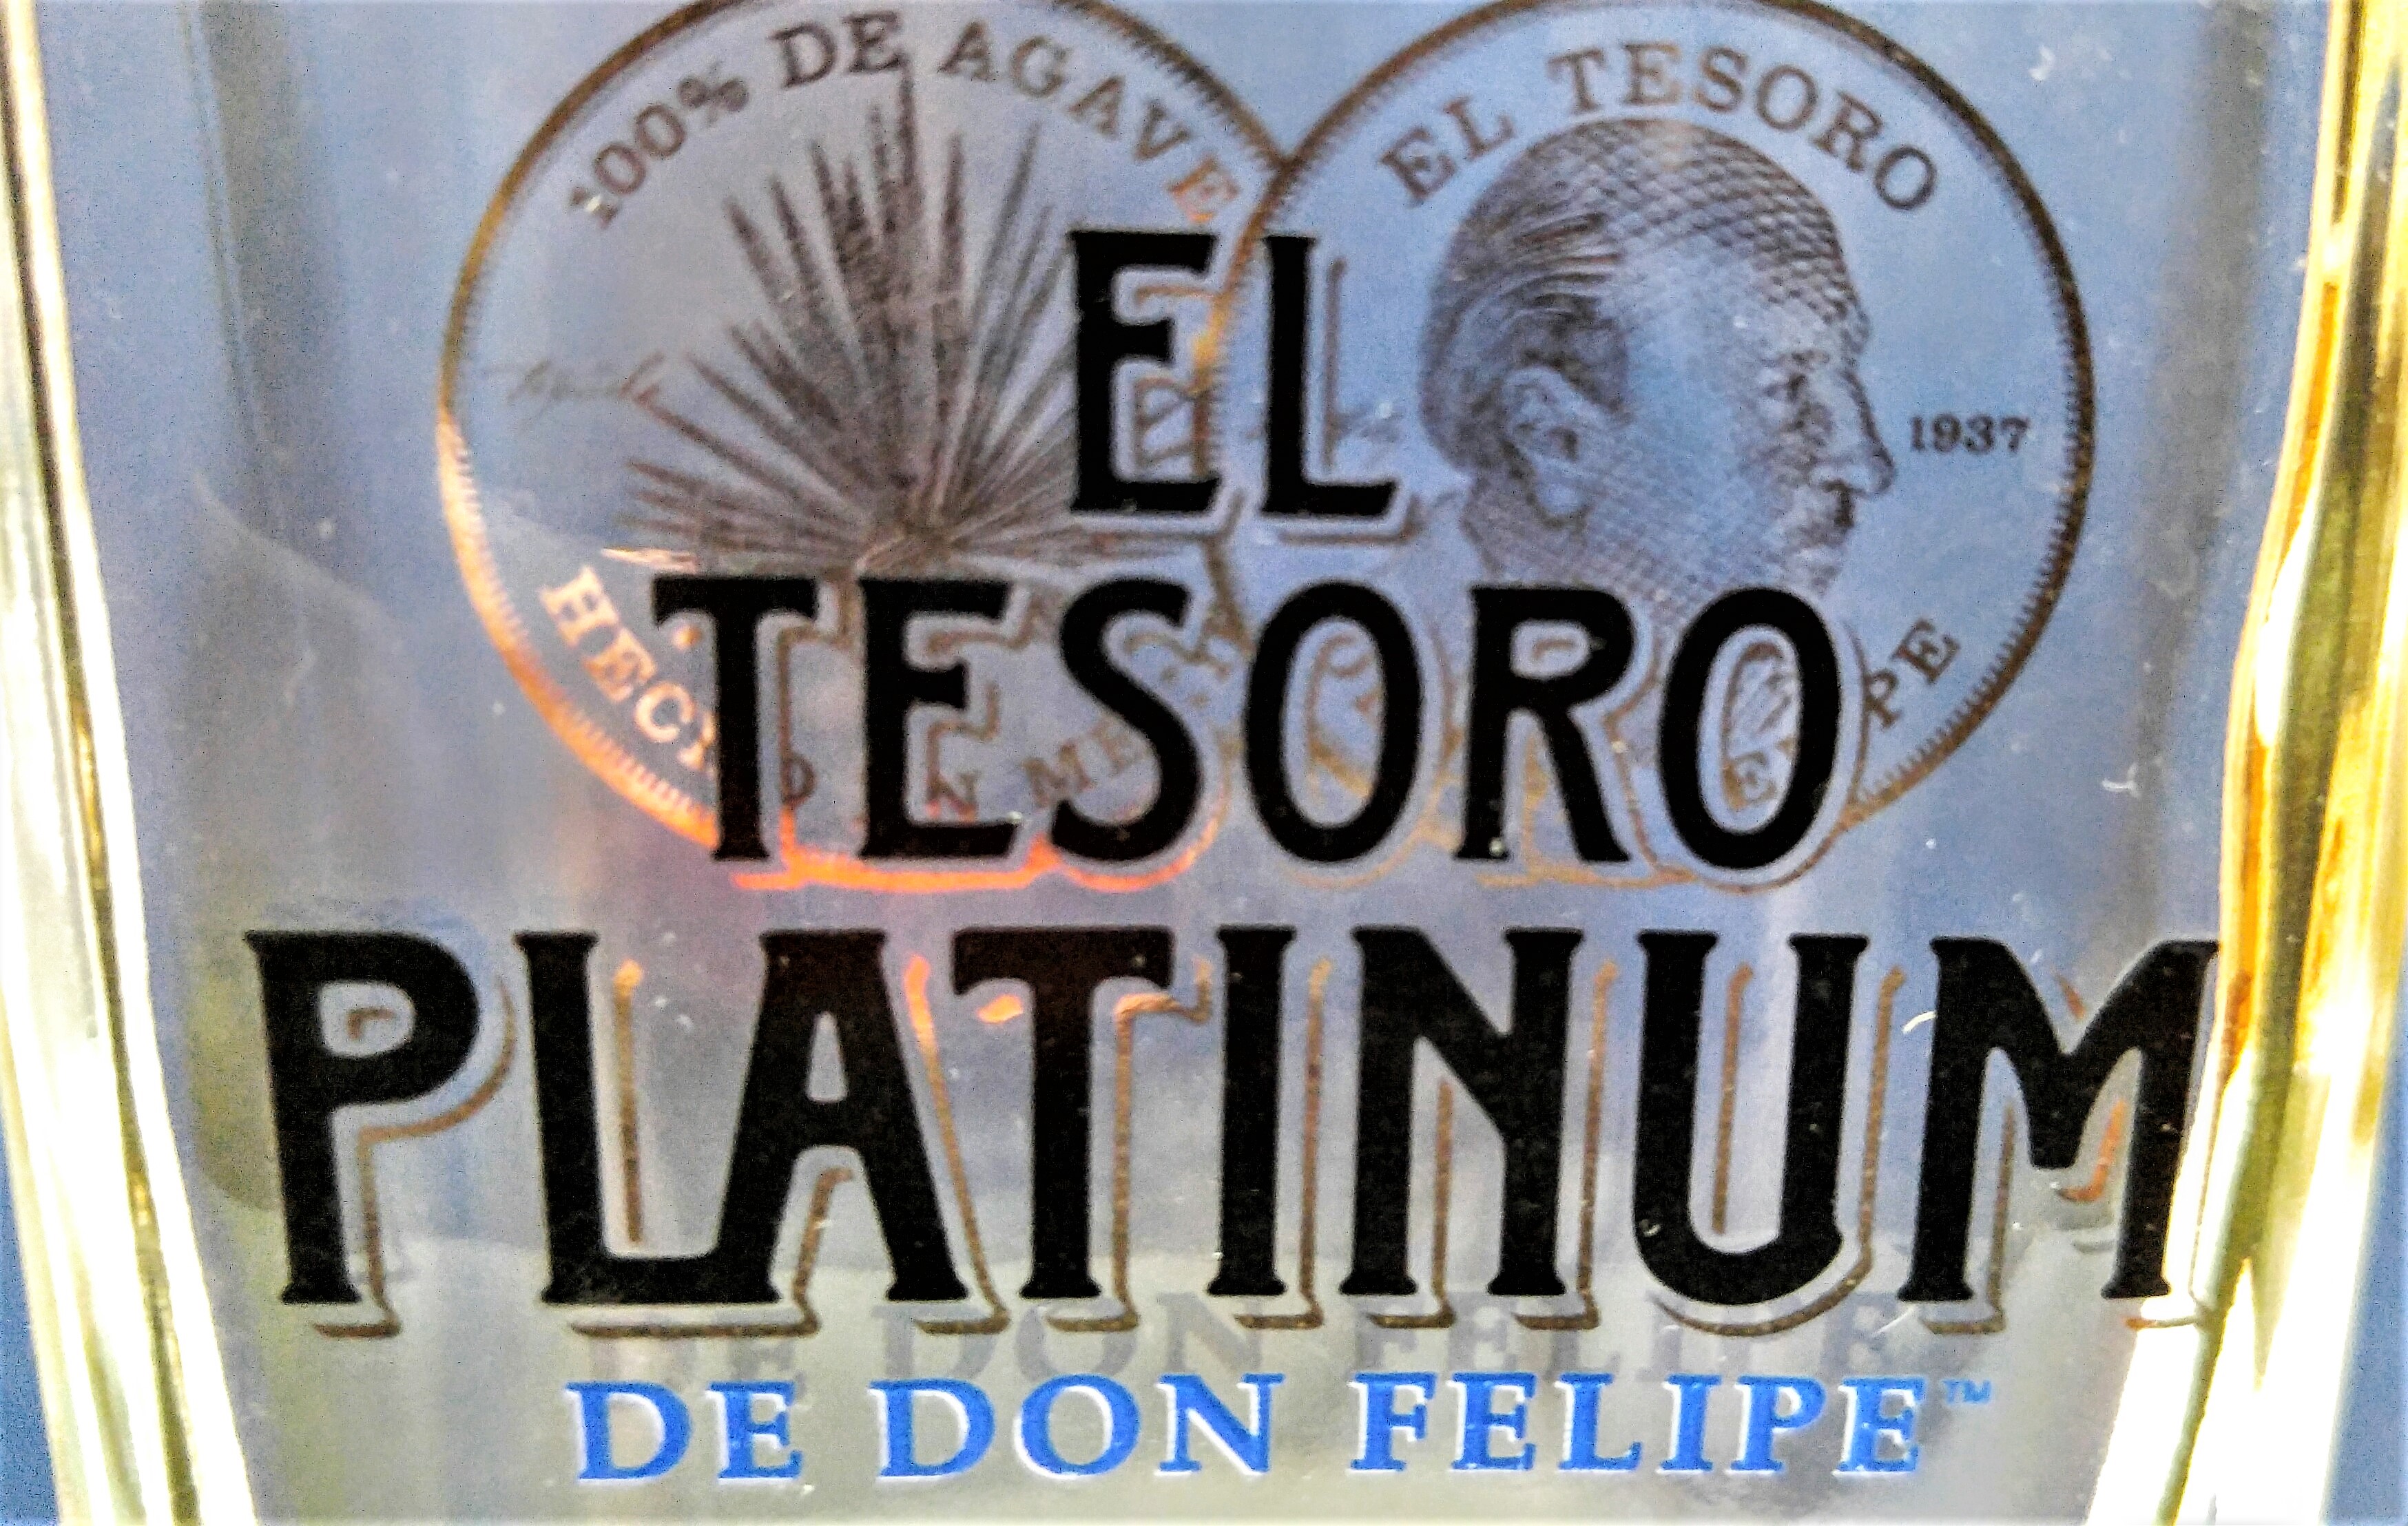 100% DE AGAVE
EL TESORO
1937
EL
TESORO
PLATINUM
DE DON FELIPE™